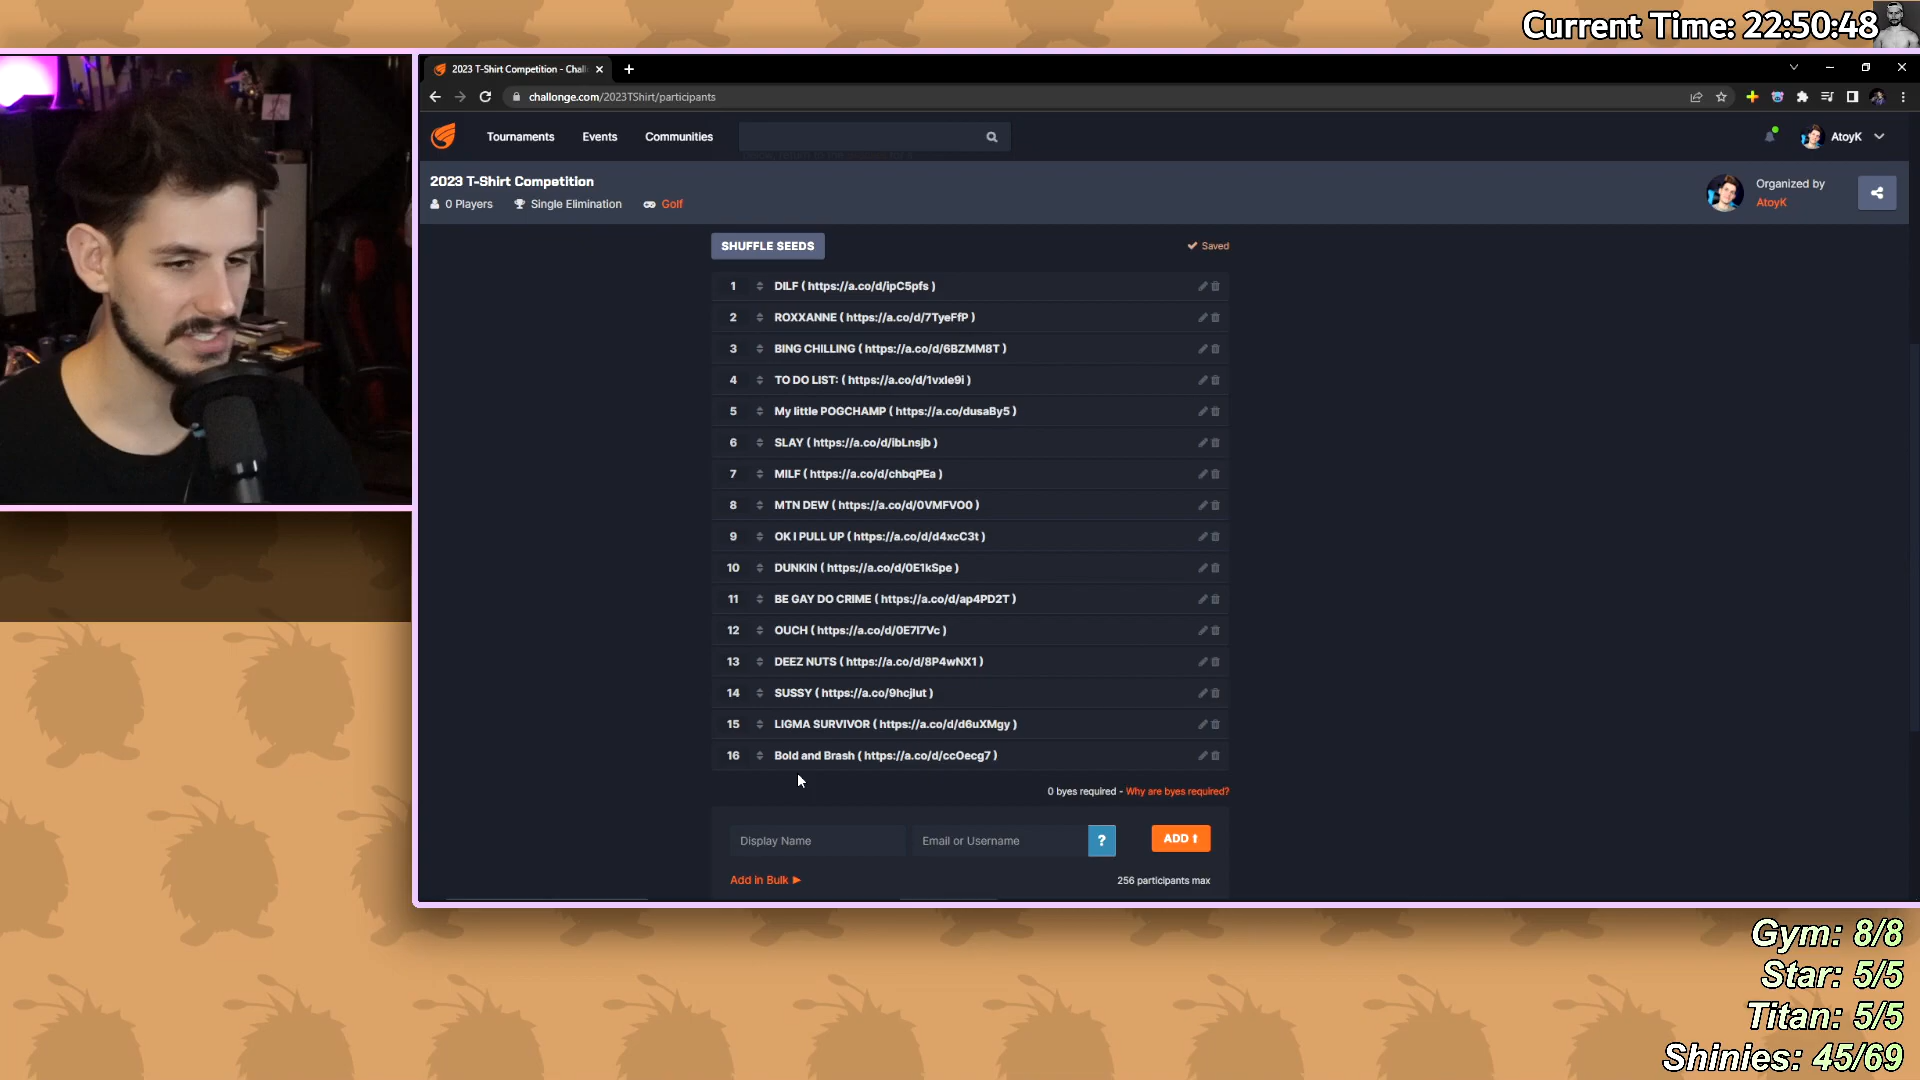 Current Time: 22:50:48
2023 T-Shirt Competition - Chall
challonge.com/2023TShirt/participants
Tournaments Events Communities
AtoyK
2023 T-Shirt Competition
0 Players Single Elimination Golf
Organized by
AtoyK
SHUFFLE SEEDS
Saved
1 DILF ( https://a.co/d/ipC5pfs )
2 ROXXANNE ( https://a.co/d/7TyeFfP )
3 BING CHILLING ( https://a.co/d/6BZMM8T )
4 TO DO LIST: ( https://a.co/d/1vxIe9i )
5 My little POGCHAMP ( https://a.co/dusaBy5 )
6 SLAY ( https://a.co/d/ibLnsjb )
7 MILF ( https://a.co/d/chbqPEa )
8 MTN DEW ( https://a.co/d/0VMFVO0 )
9 OK I PULL UP ( https://a.co/d/d4xcC3t )
10 DUNKIN ( https://a.co/d/0E1kSpe )
11 BE GAY DO CRIME ( https://a.co/d/ap4PD2T )
12 OUCH ( https://a.co/d/0E7I7Vc )
13 DEEZ NUTS ( https://a.co/d/8P4wNX1 )
14 SUSSY ( https://a.co/9hcjIut )
15 LIGMA SURVIVOR ( https://a.co/d/d6uXMgy )
16 Bold and Brash ( https://a.co/d/ccOecg7 )
0 byes required - Why are byes required?
Display Name Email or Username ? ADD
Add in Bulk
256 participants max
Gym: 8/8
Star: 5/5
Titan: 5/5
Shinies: 45/69